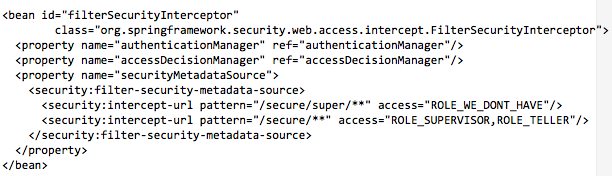 <bean id="filterSecurityInterceptor"
class="org.springframework.security.web.access.intercept.FilterSecurityInterceptor">
<property name="authenticationManager" ref="authenticationManager"/>
<property name="accessDecisionManager" ref="accessDecisionManager"/>
<property name="securityMetadataSource">
<security:filter-security-metadata-source>
<security:intercept-url pattern="/secure/super/**" access="ROLE_WE_DONT_HAVE"/>
<security:intercept-url pattern="/secure/**" access="ROLE_SUPERVISOR,ROLE_TELLER"/>
</security:filter-security-metadata-source>
</property>
</bean>